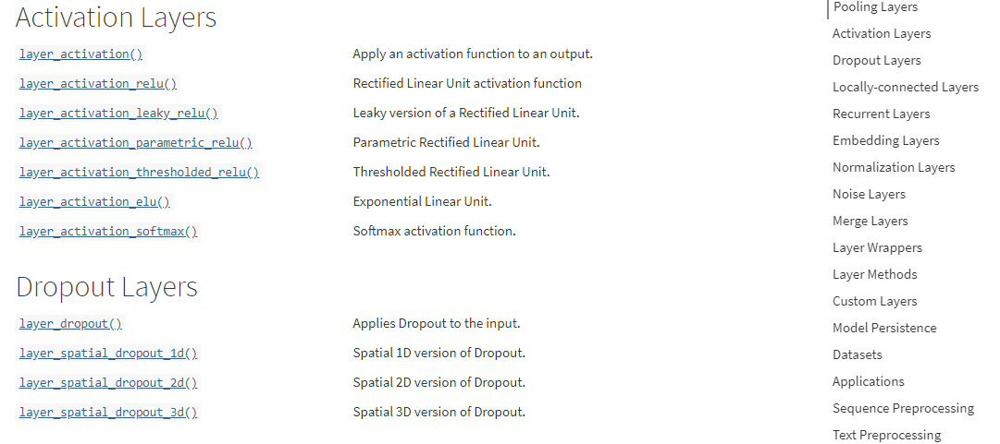 Activation Layers
layer_activation() Apply an activation function to an output.
layer_activation_relu() Rectified Linear Unit activation function
layer_activation_leaky_relu() Leaky version of a Rectified Linear Unit.
layer_activation_parametric_relu() Parametric Rectified Linear Unit.
layer_activation_thresholded_relu() Thresholded Rectified Linear Unit.
layer_activation_elu() Exponential Linear Unit.
layer_activation_softmax() Softmax activation function.
Dropout Layers
layer_dropout() Applies Dropout to the input.
layer_spatial_dropout_1d() Spatial 1D version of Dropout.
layer_spatial_dropout_2d() Spatial 2D version of Dropout.
layer_spatial_dropout_3d() Spatial 3D version of Dropout.
Pooling Layers
Activation Layers
Dropout Layers
Locally-connected Layers
Recurrent Layers
Embedding Layers
Normalization Layers
Noise Layers
Merge Layers
Layer Wrappers
Layer Methods
Custom Layers
Model Persistence
Datasets
Applications
Sequence Preprocessing
Text Preprocessing